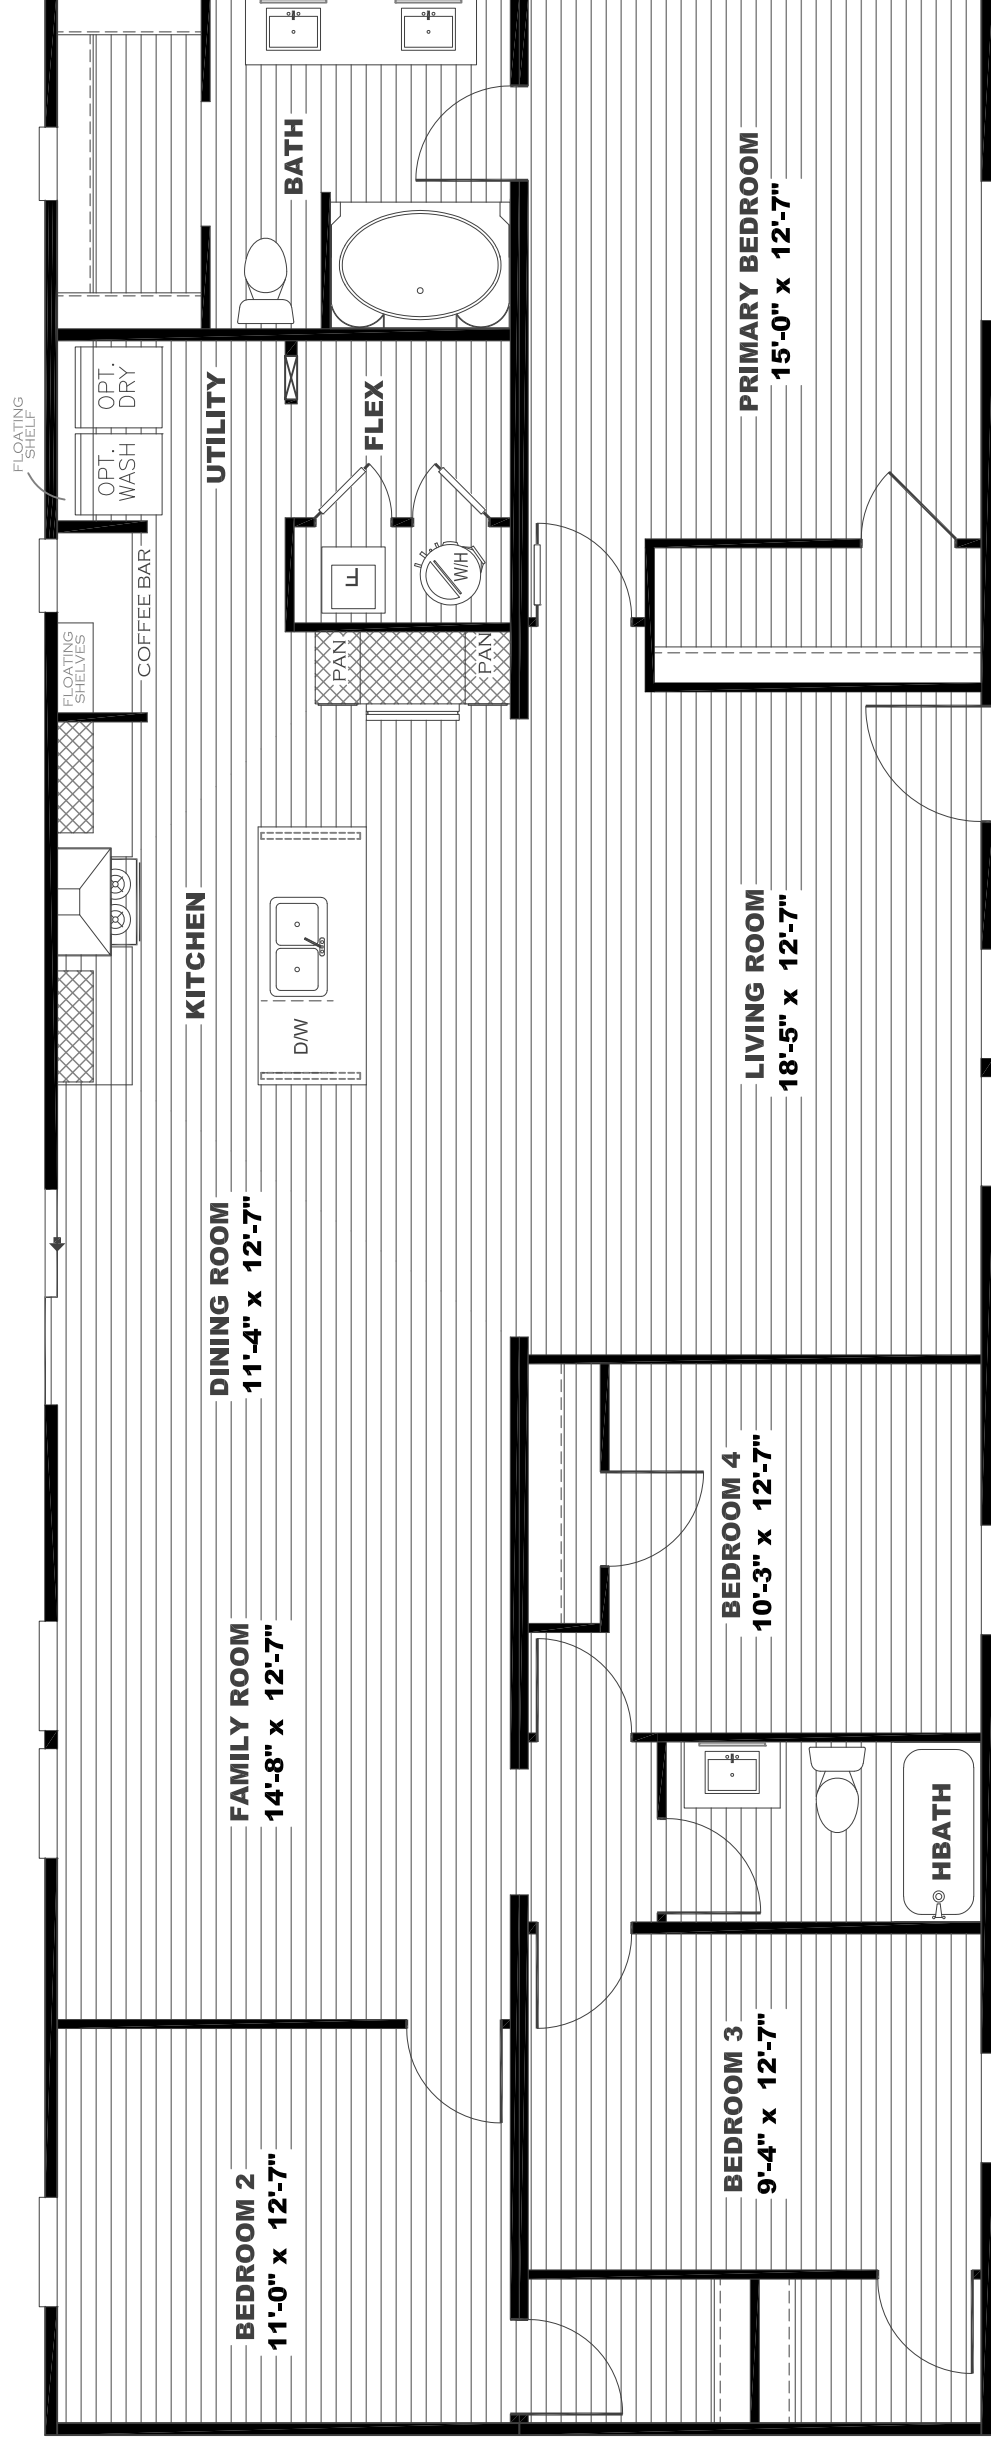 FLOATING
SHELF
OPT.
DRY
OPT.
WASH
UTILITY
BATH
FLEX
PRIMARY BEDROOM
15'-0" x 12'-7"
COFFEE BAR
FLOATING
SHELVES
F
W/H
PAN
PAN
KITCHEN
D/W
LIVING ROOM
18'-5" x 12'-7"
DINING ROOM
11'-4" x 12'-7"
BEDROOM 4
10'-3" x 12'-7"
FAMILY ROOM
14'-8" x 12'-7"
HBATH
BEDROOM 3
9'-4" x 12'-7"
BEDROOM 2
11'-0" x 12'-7"